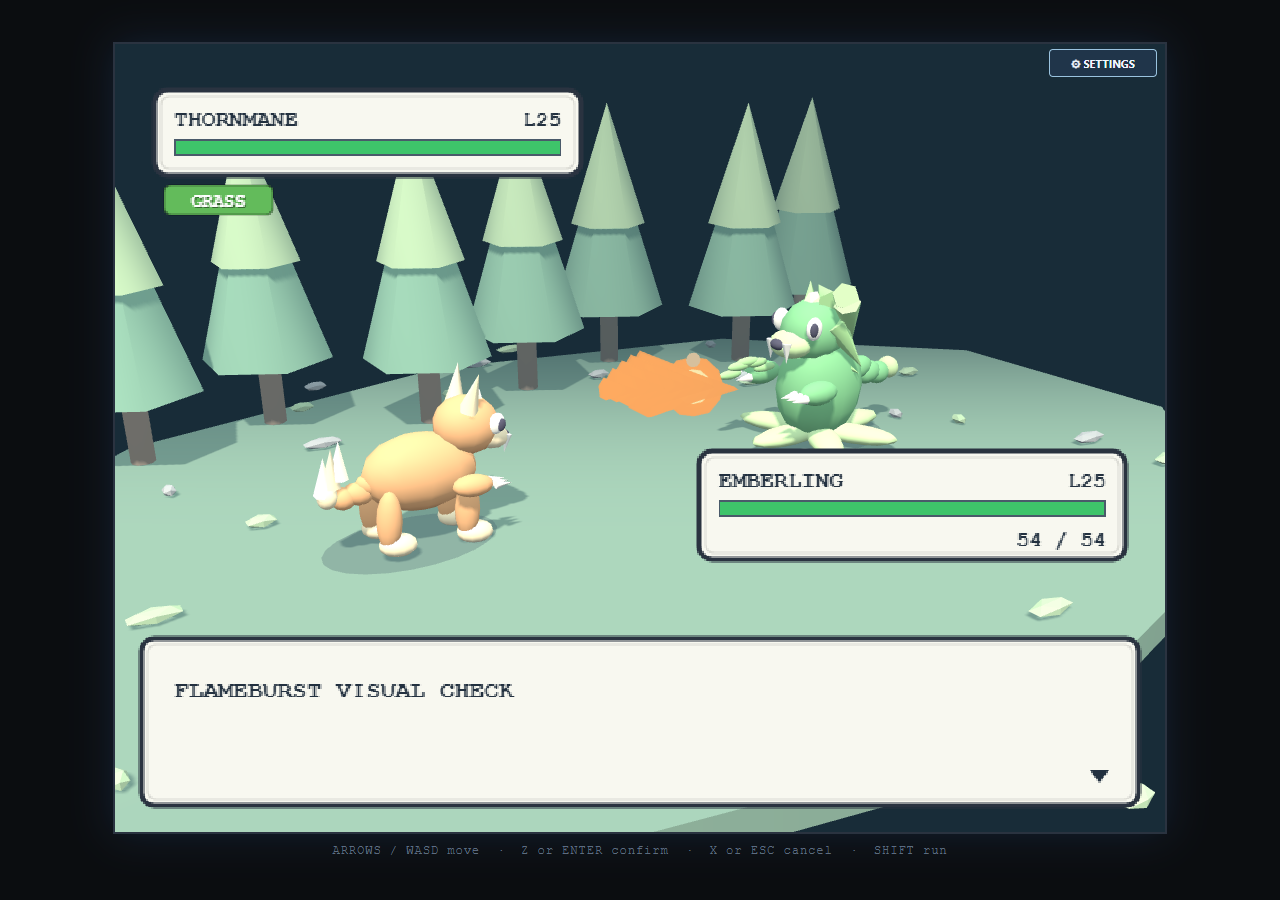 ⚙ SETTINGS
THORNMANE L25
GRASS
EMBERLING L25
54 / 54
FLAMEBURST VISUAL CHECK
ARROWS / WASD move · Z or ENTER confirm · X or ESC cancel · SHIFT run